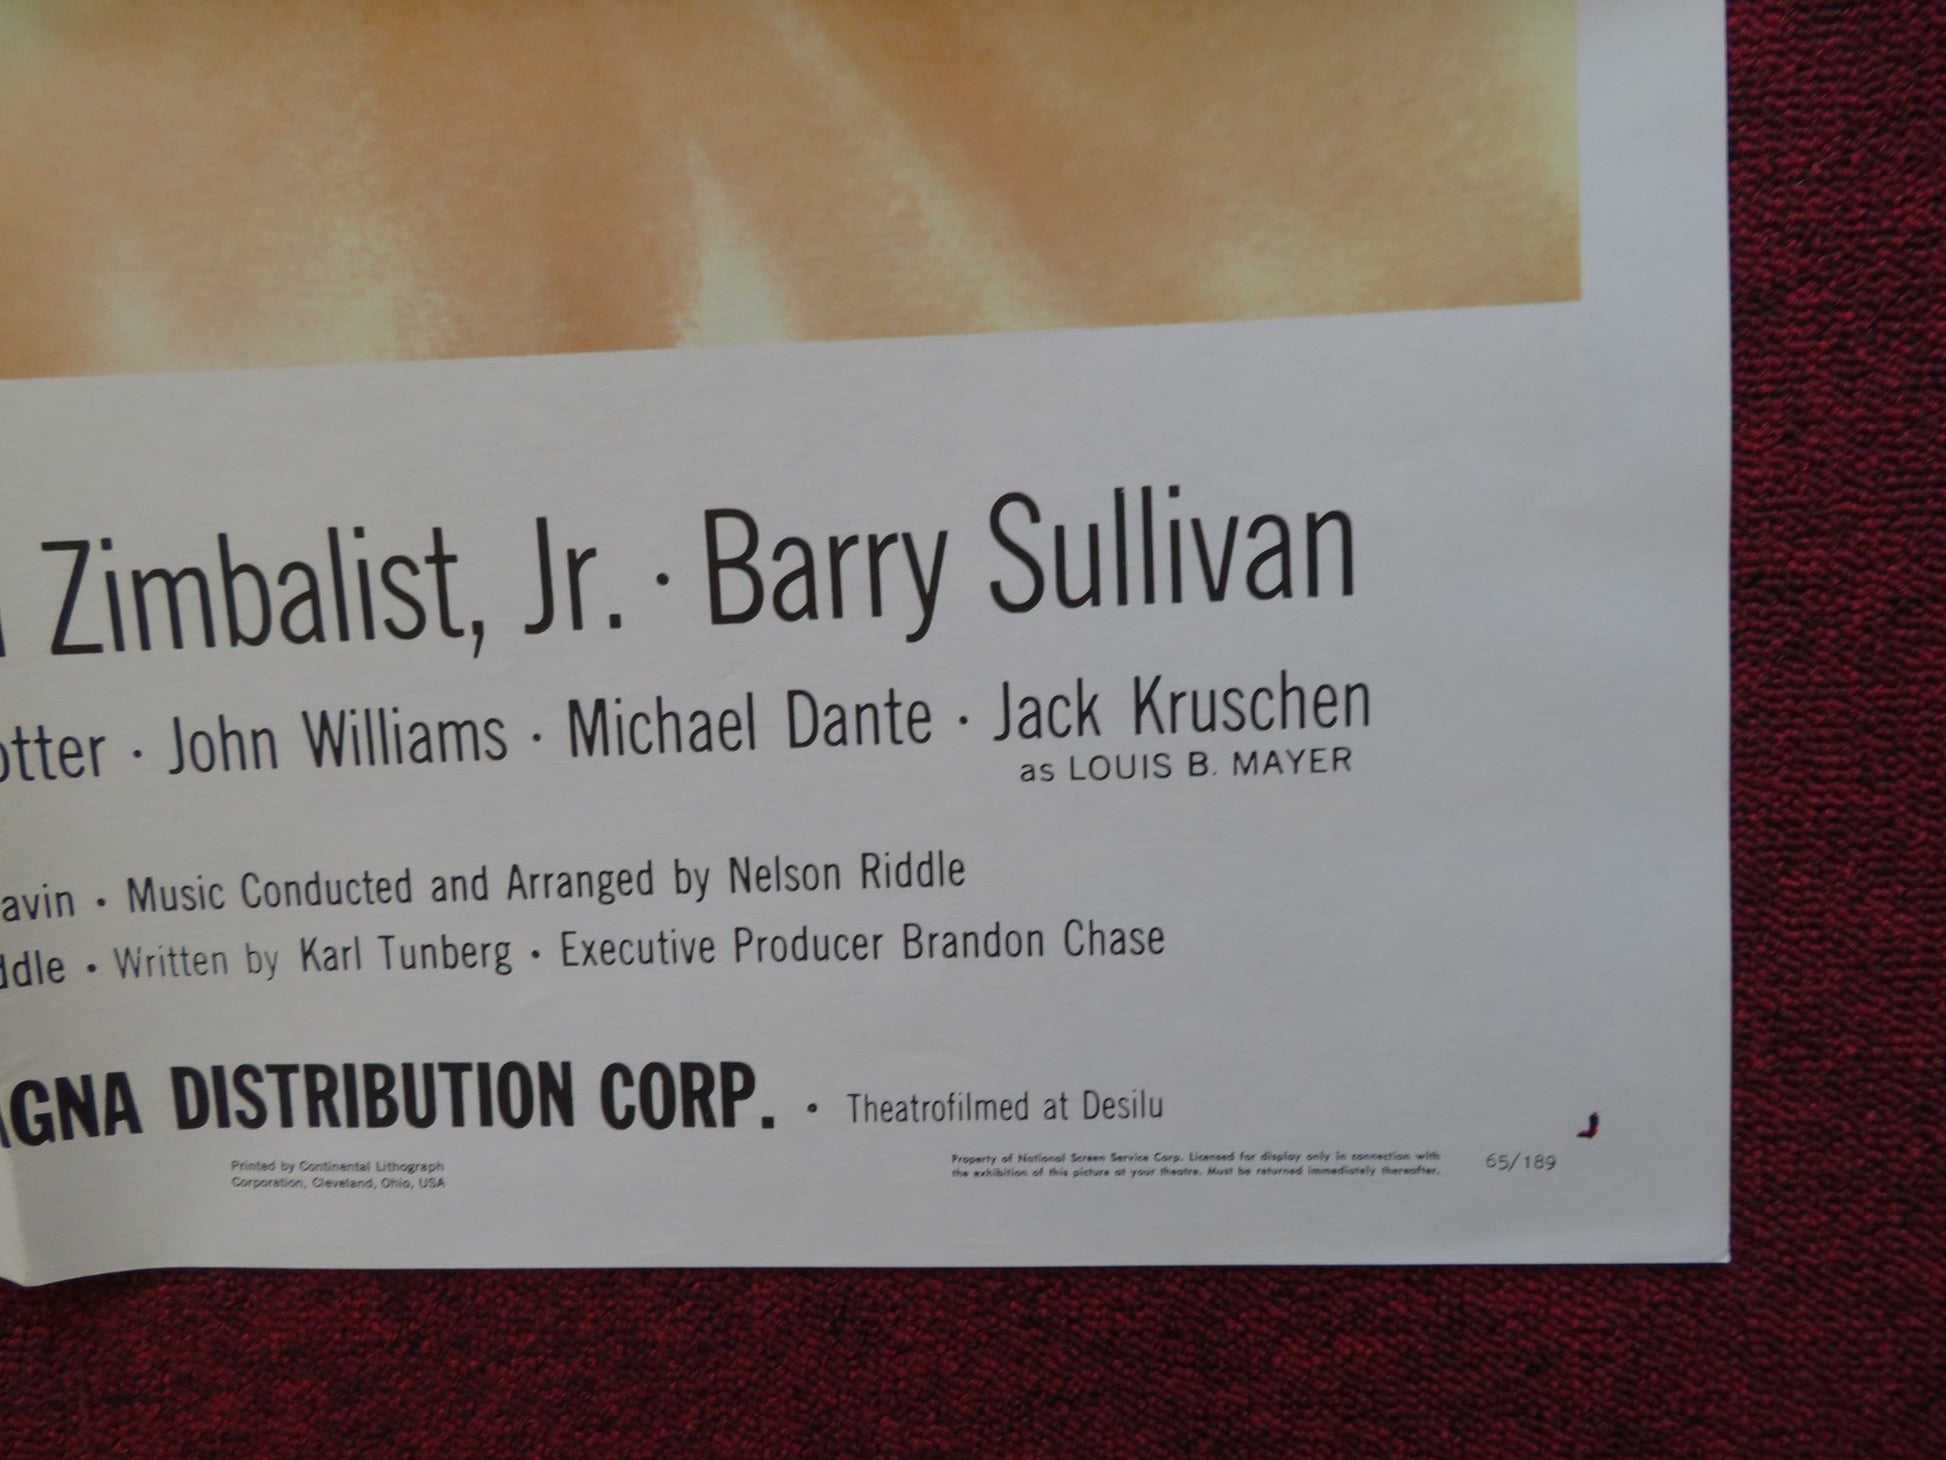 Zimbalist, Jr. · Barry Sullivan
otter · John Williams · Michael Dante · Jack Kruschen
as LOUIS B. MAYER
avin • Music Conducted and Arranged by Nelson Riddle
ddle • Written by Karl Tunberg • Executive Producer Brandon Chase
AGNA DISTRIBUTION CORP. • Theatrofilmed at Desilu
Printed by Continental Lithograph
Corporation, Cleveland, Ohio, USA
Property of National Screen Service Corp. Licensed for display only in connection with
the exhibition of this picture at your theatre. Must be returned immediately thereafter.
65/189